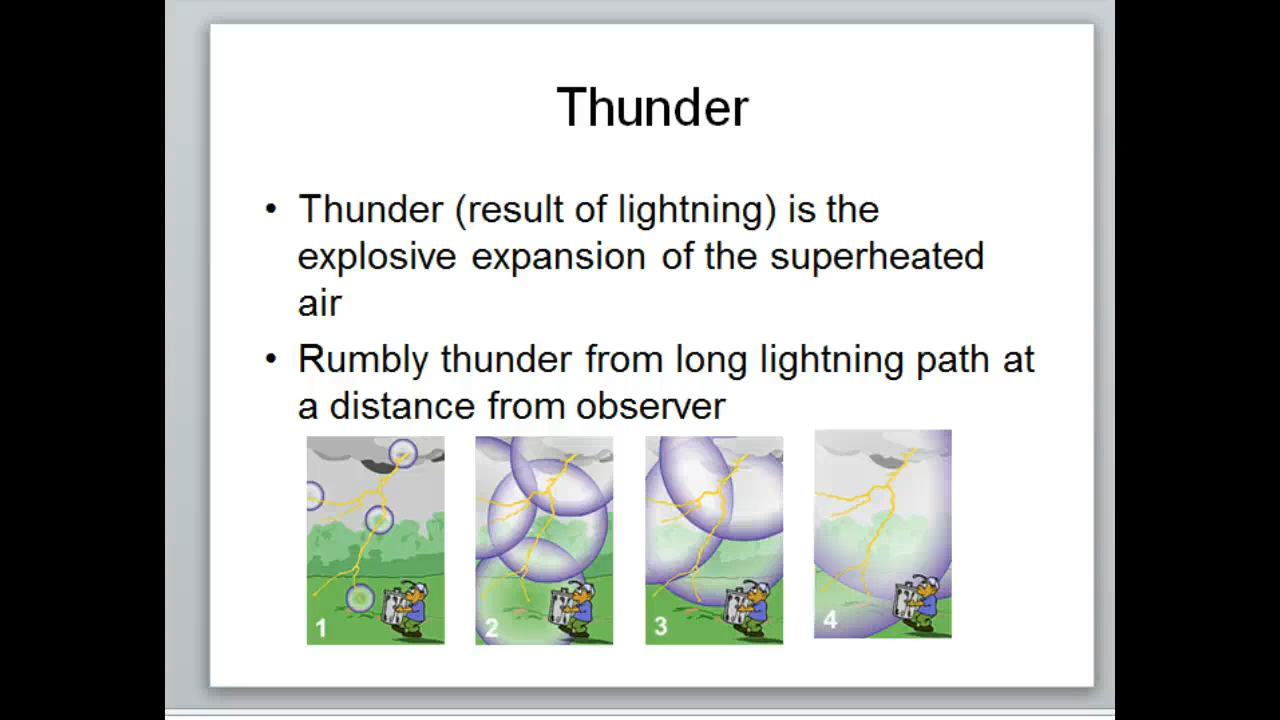 Thunder
• Thunder (result of lightning) is the
explosive expansion of the superheated
air
• Rumbly thunder from long lightning path at
a distance from observer
1 2 3 4